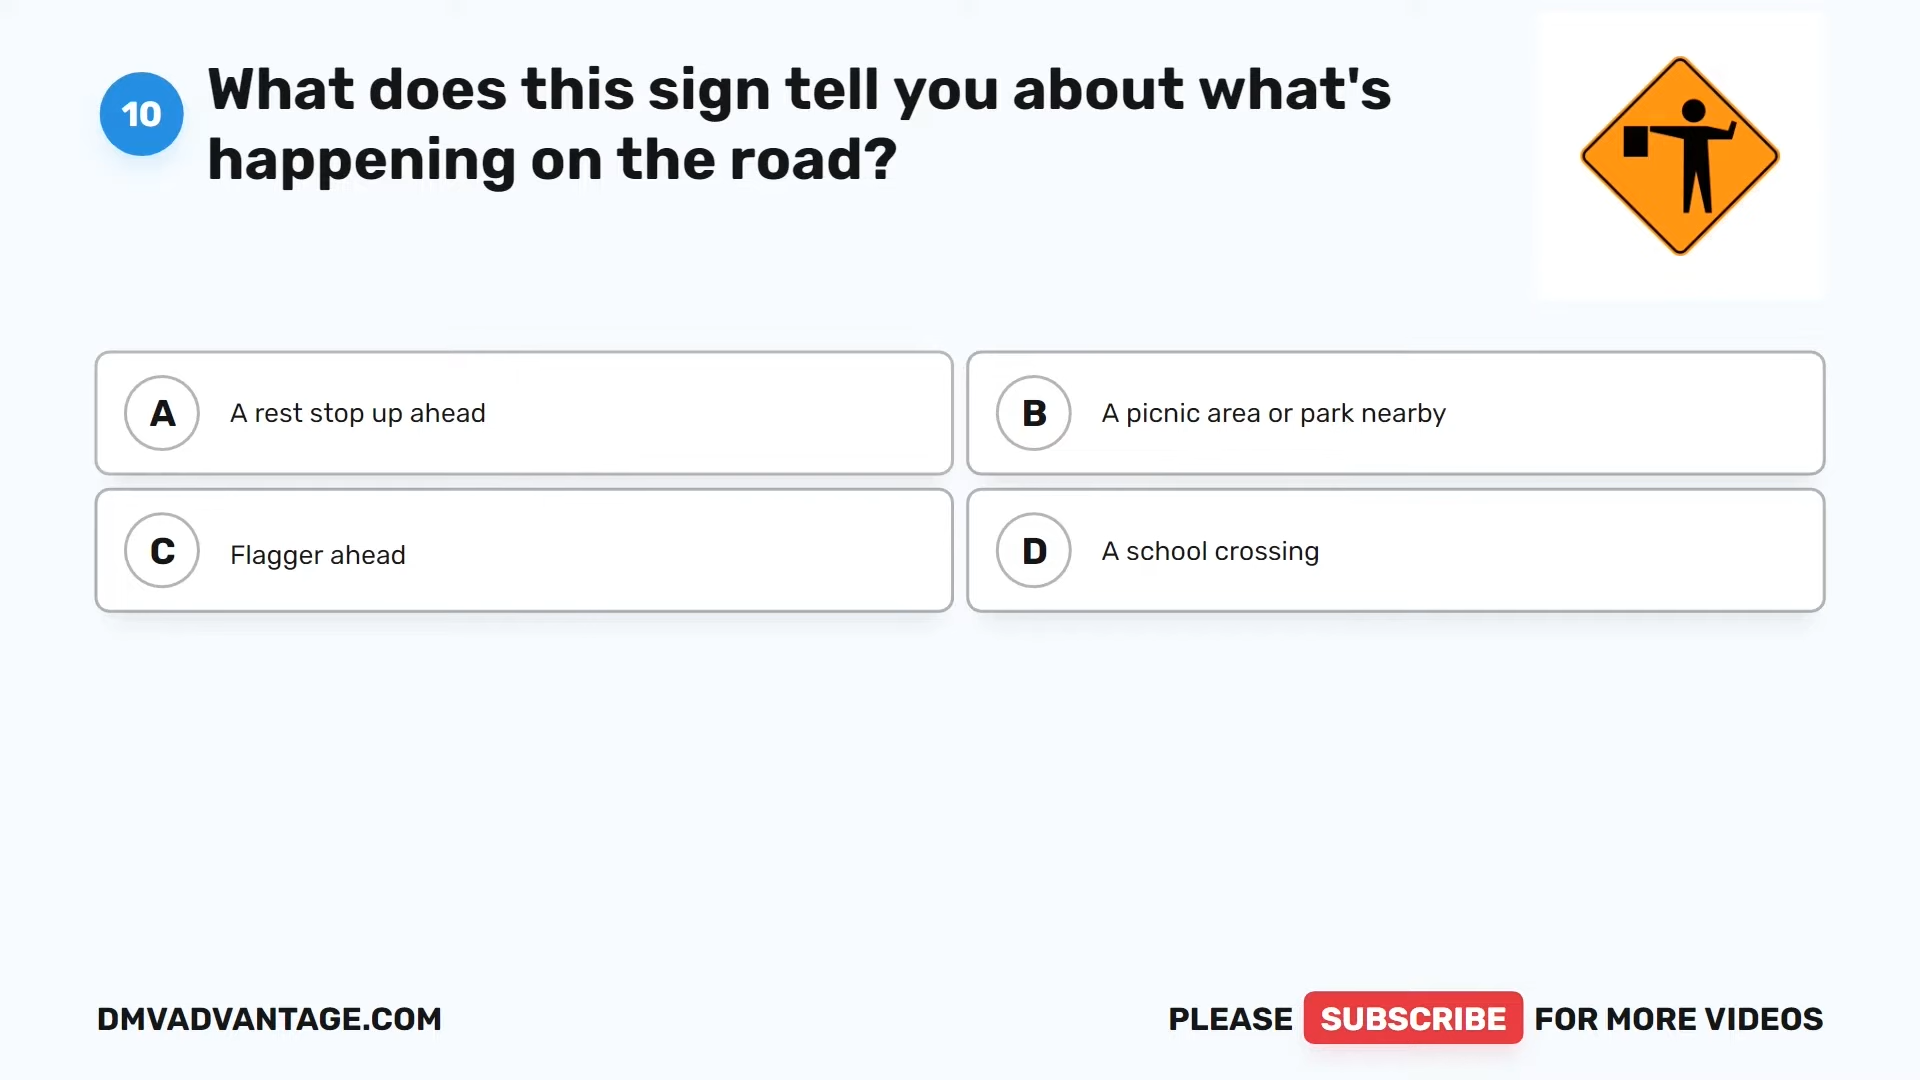 10
What does this sign tell you about what's
happening on the road?
A A rest stop up ahead
B A picnic area or park nearby
C Flagger ahead
D A school crossing
DMVADVANTAGE.COM
PLEASE SUBSCRIBE FOR MORE VIDEOS